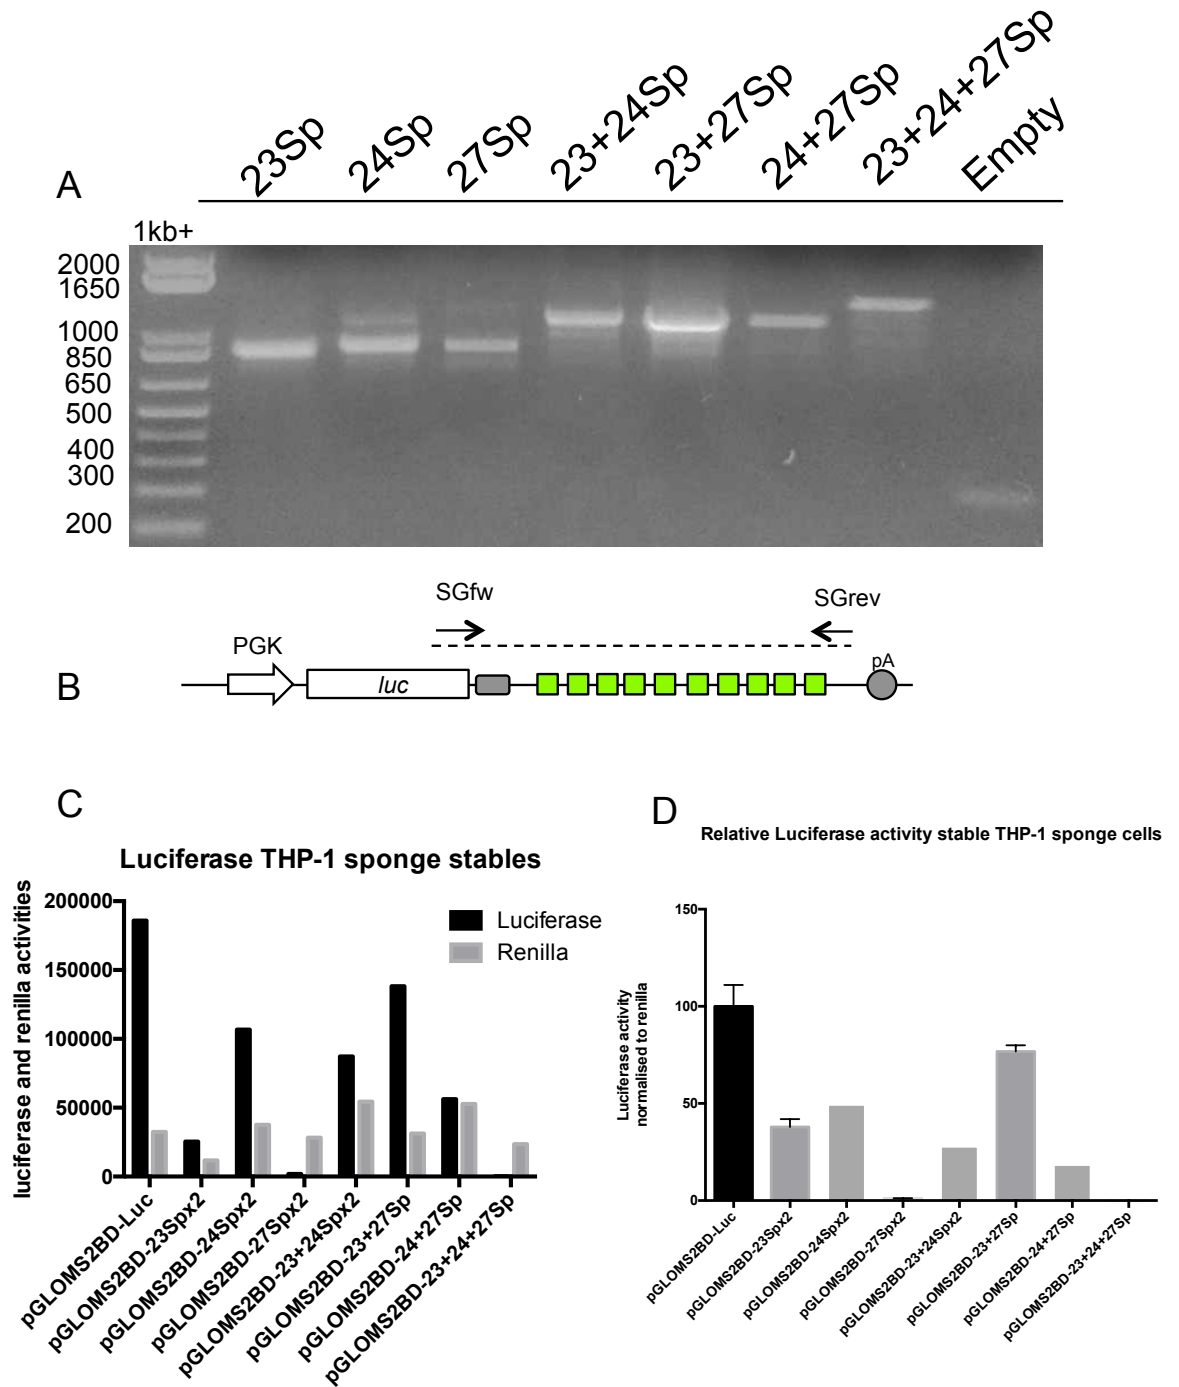 A
23Sp
24Sp
27Sp
23+24Sp
23+27Sp
24+27Sp
23+24+27Sp
Empty
1kb+
2000
1650
1000
850
650
500
400
300
200
B
PGK
luc
SGfw
SGrev
pA
C
Luciferase THP-1 sponge stables
luciferase and renilla activities
200000
150000
100000
50000
0
Luciferase
Renilla
pGLOMS2BD-Luc
pGLOMS2BD-23Spx2
pGLOMS2BD-24Spx2
pGLOMS2BD-27Spx2
pGLOMS2BD-23+24Spx2
pGLOMS2BD-23+27Sp
pGLOMS2BD-24+27Sp
pGLOMS2BD-23+24+27Sp
D
Relative Luciferase activity stable THP-1 sponge cells
Luciferase activity
normalised to renilla
150
100
50
0
pGLOMS2BD-Luc
pGLOMS2BD-23Spx2
pGLOMS2BD-24Spx2
pGLOMS2BD-27Spx2
pGLOMS2BD-23+24Spx2
pGLOMS2BD-23+27Sp
pGLOMS2BD-24+27Sp
pGLOMS2BD-23+24+27Sp